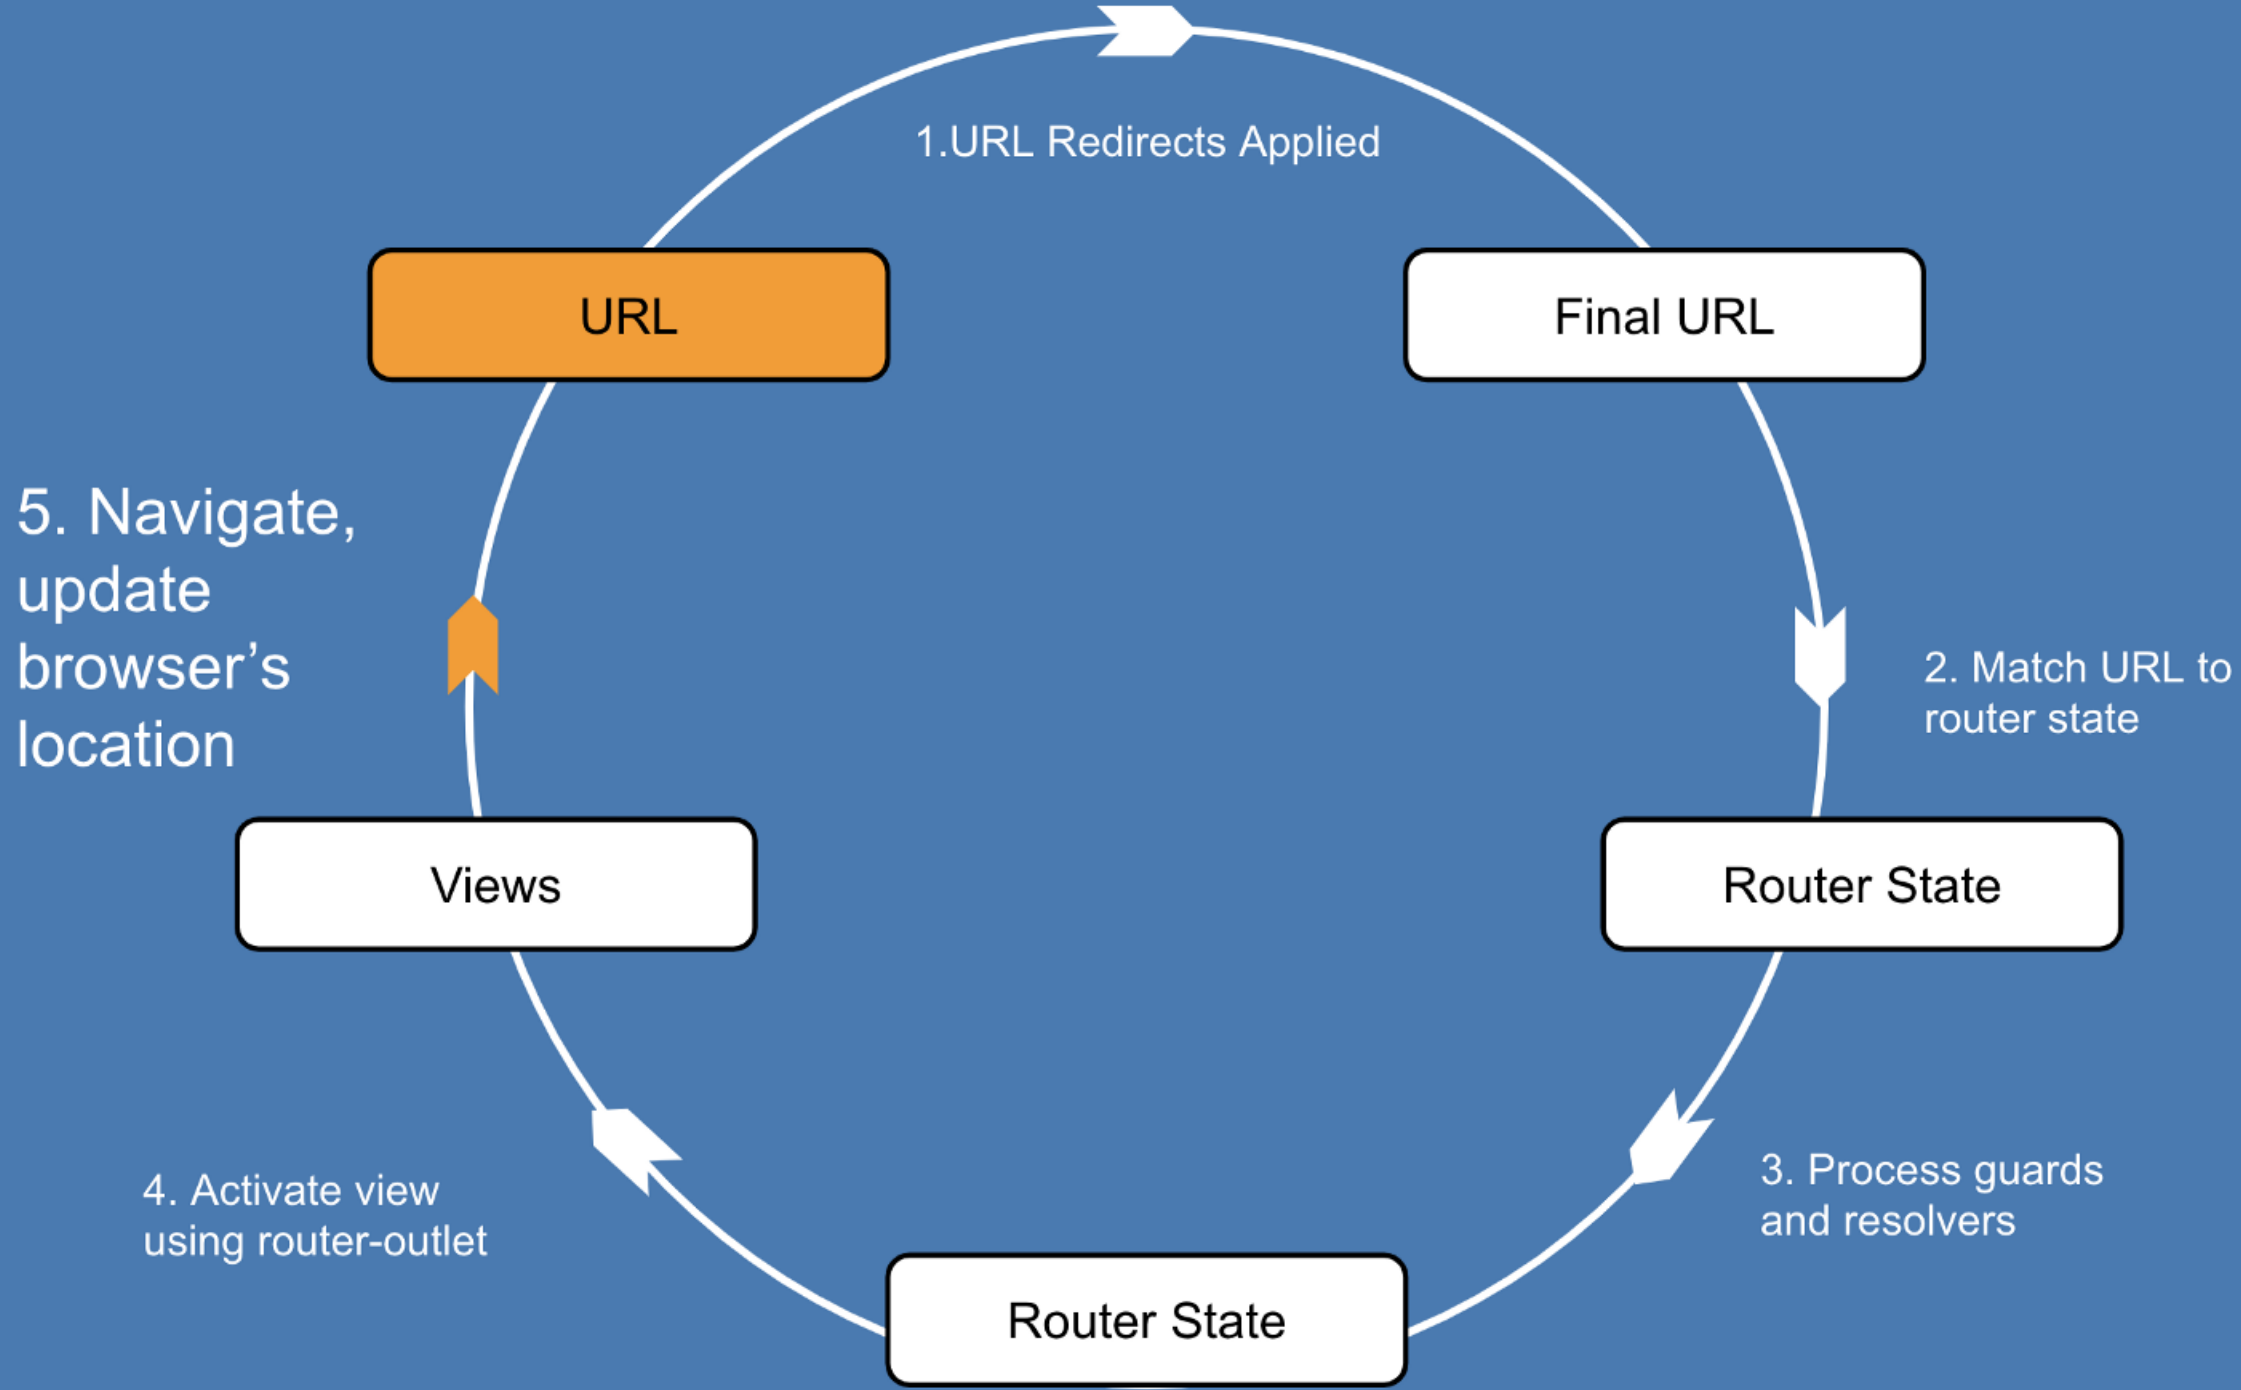 1.URL Redirects Applied
URL
Final URL
5. Navigate,
update
browser’s
location
2. Match URL to
router state
Views
Router State
4. Activate view
using router-outlet
3. Process guards
and resolvers
Router State